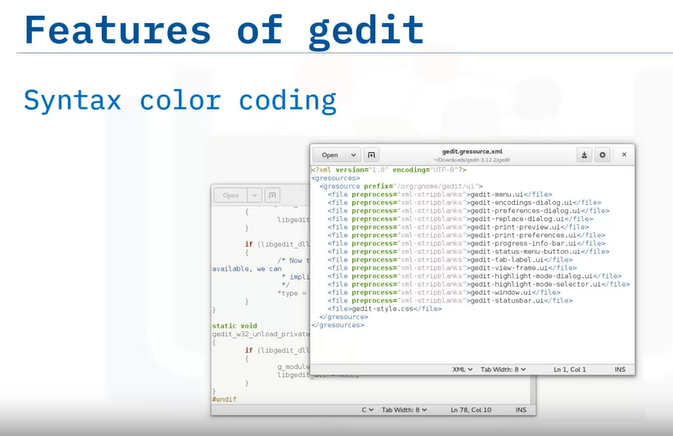 Features of gedit
Syntax color coding
Open
gedit.gresource.xml
~/Downloads/gedit-3.12.2/gedit
<?xml version="1.0" encoding="UTF-8"?>
<gresources>
<gresource prefix="/org/gnome/gedit/ui">
<file preprocess="xml-stripblanks">gedit-menu.ui</file>
<file preprocess="xml-stripblanks">gedit-encodings-dialog.ui</file>
<file preprocess="xml-stripblanks">gedit-preferences-dialog.ui</file>
<file preprocess="xml-stripblanks">gedit-replace-dialog.ui</file>
<file preprocess="xml-stripblanks">gedit-print-preview.ui</file>
<file preprocess="xml-stripblanks">gedit-print-preferences.ui</file>
<file preprocess="xml-stripblanks">gedit-progress-info-bar.ui</file>
<file preprocess="xml-stripblanks">gedit-status-menu-button.ui</file>
<file preprocess="xml-stripblanks">gedit-tab-label.ui</file>
<file preprocess="xml-stripblanks">gedit-view-frame.ui</file>
<file preprocess="xml-stripblanks">gedit-highlight-mode-dialog.ui</file>
<file preprocess="xml-stripblanks">gedit-highlight-mode-selector.ui</file>
<file preprocess="xml-stripblanks">gedit-window.ui</file>
<file preprocess="xml-stripblanks">gedit-statusbar.ui</file>
<file>gedit-style.css</file>
</gresource>
</gresources>
XML Tab Width: 8 Ln 1, Col 1 INS
Open
{
libgedit
}
if (libgedit_dll
{
/* Now t
available, we can
* impli
*/
*type =
}
}
static void
gedit_w32_unload_private
{
if (libgedit_dll
{
g_module
}
}
#endif
C Tab Width: 8 Ln 78, Col 10 INS